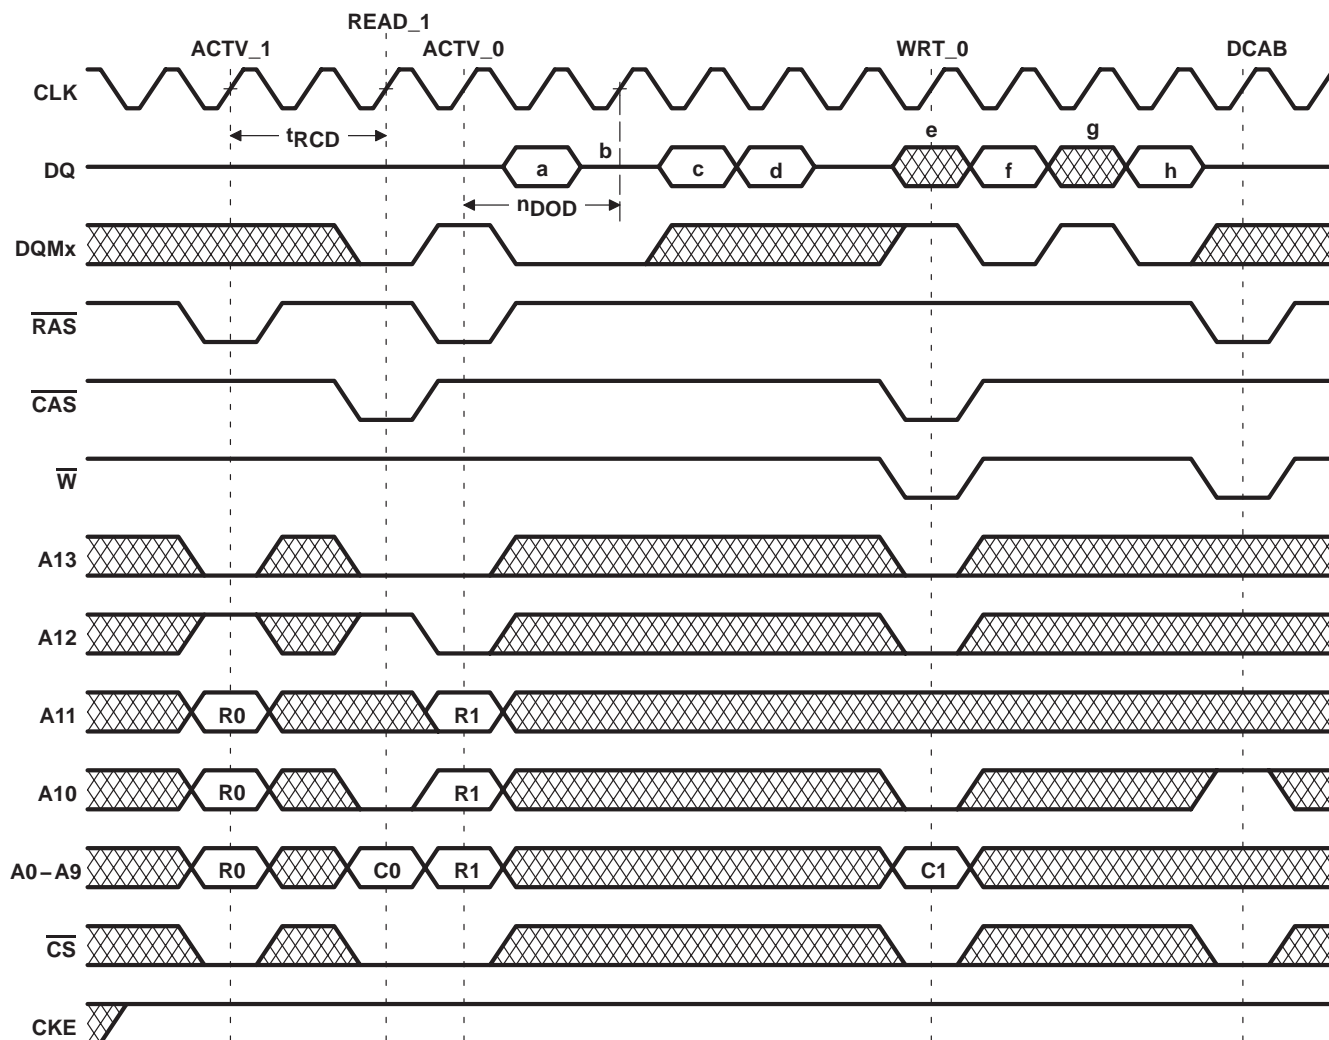 READ_1
ACTV_1 ACTV_0 WRT_0 DCAB
CLK
tRCD
b e g
DQ a c d f h
nDOD
DQMx
RAS
CAS
W
A13
A12
A11 R0 R1
A10 R0 R1
A0–A9 R0 C0 R1 C1
CS
CKE